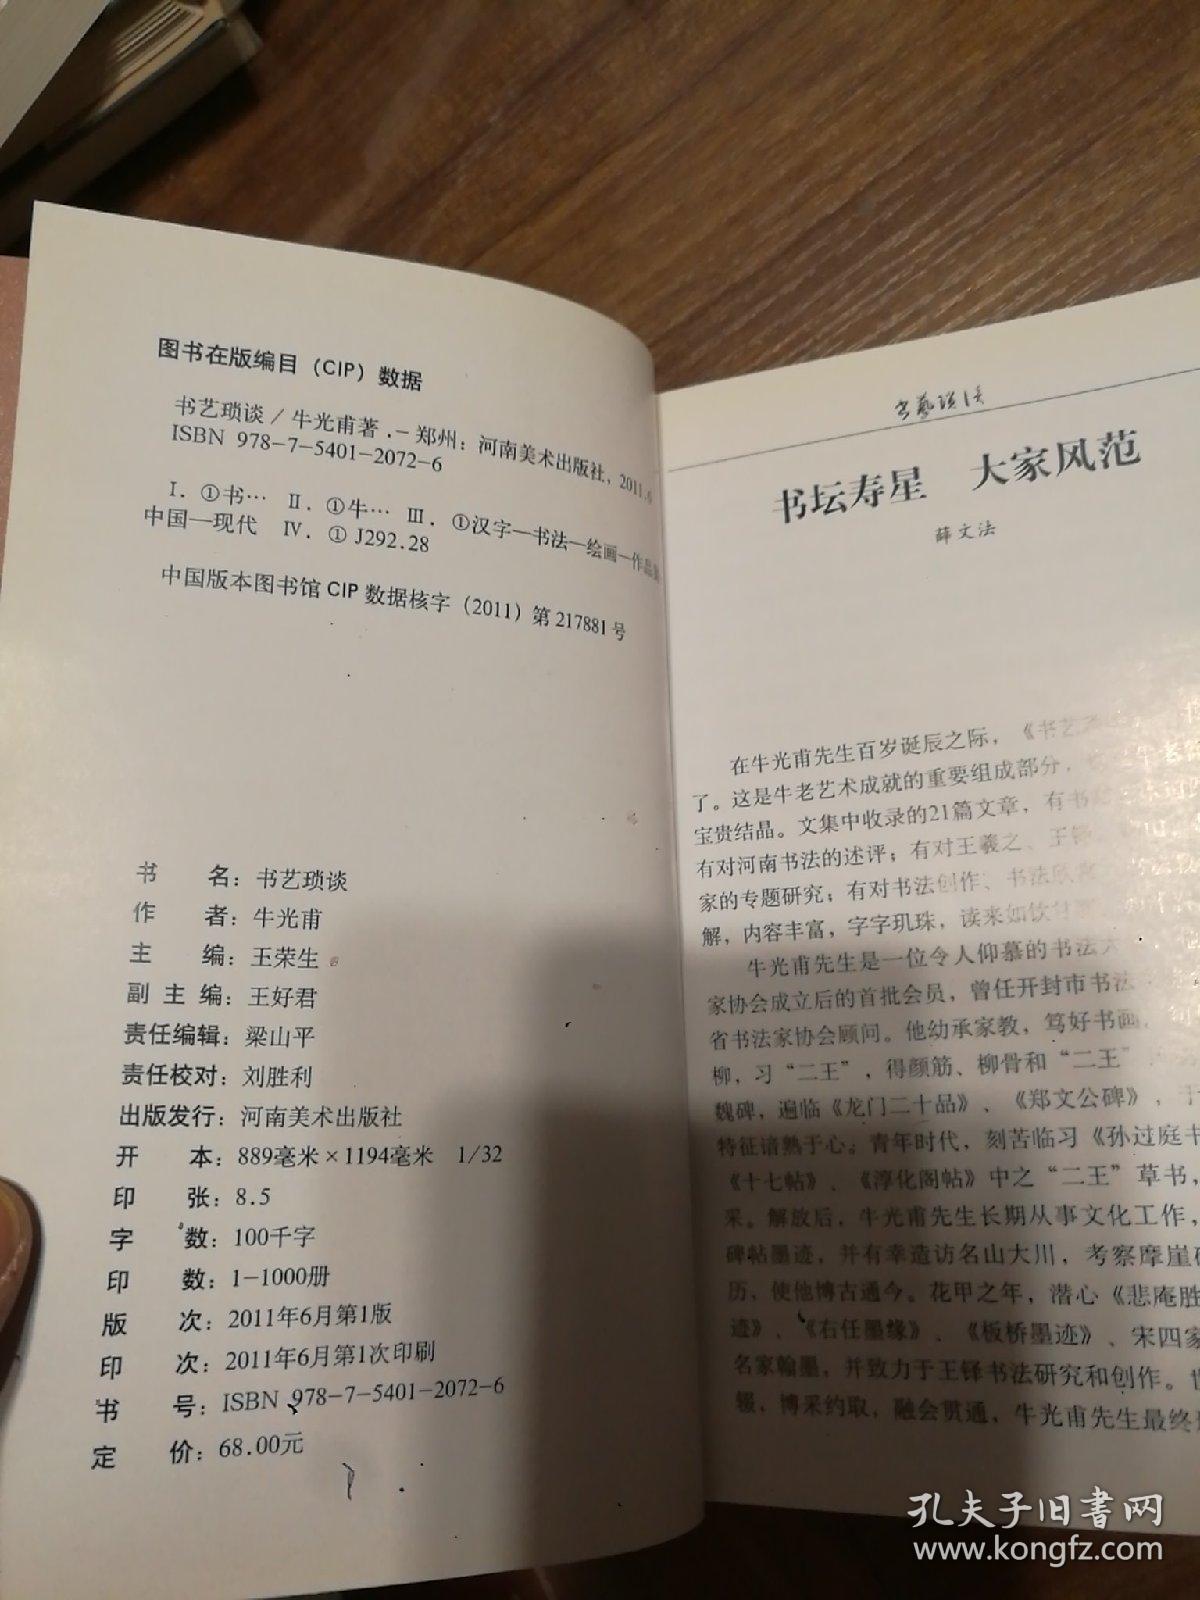 图书在版编目（CIP）数据
书艺琐谈/牛光甫著.－郑州：河南美术出版社，2011.6
ISBN 978-7-5401-2072-6
Ⅰ.①书… Ⅱ.①牛… Ⅲ.①汉字—书法—绘画—作品
中国—现代 Ⅳ.①J292.28
中国版本图书馆CIP数据核字（2011）第217881号
书 名：书艺琐谈
作 者：牛光甫
主 编：王荣生
副 主 编：王好君
责任编辑：梁山平
责任校对：刘胜利
出版发行：河南美术出版社
开 本：889毫米×1194毫米 1/32
印 张：8.5
字 数：100千字
印 数：1-1000册
版 次：2011年6月第1版
印 次：2011年6月第1次印刷
书 号：ISBN 978-7-5401-2072-6
定 价：68.00元
书艺琐谈
书坛寿星 大家风范
薛文法
在牛光甫先生百岁诞辰之际，《书艺
了。这是牛老艺术成就的重要组成部分，
宝贵结晶。文集中收录的21篇文章，有书
有对河南书法的述评；有对王羲之、王铎
家的专题研究；有对书法创作、书法欣赏
解，内容丰富，字字玑珠，读来如饮甘
牛光甫先生是一位令人仰慕的书法大
家协会成立后的首批会员，曾任开封市书法
省书法家协会顾问。他幼承家教，笃好书画，
柳，习“二王”，得颜筋、柳骨和“二王”
魏碑，遍临《龙门二十品》、《郑文公碑》，于
特征谙熟于心。青年时代，刻苦临习《孙过庭书
《十七帖》、《淳化阁帖》中之“二王”草书，
采。解放后，牛光甫先生长期从事文化工作，
碑帖墨迹，并有幸造访名山大川，考察摩崖
历，使他博古通今。花甲之年，潜心《悲庵胜
迹》、《右任墨缘》、《板桥墨迹》、宋四家
名家翰墨，并致力于王铎书法研究和创作。
辍，博采约取，融会贯通，牛光甫先生最终
孔夫子旧书网
www.kongfz.com